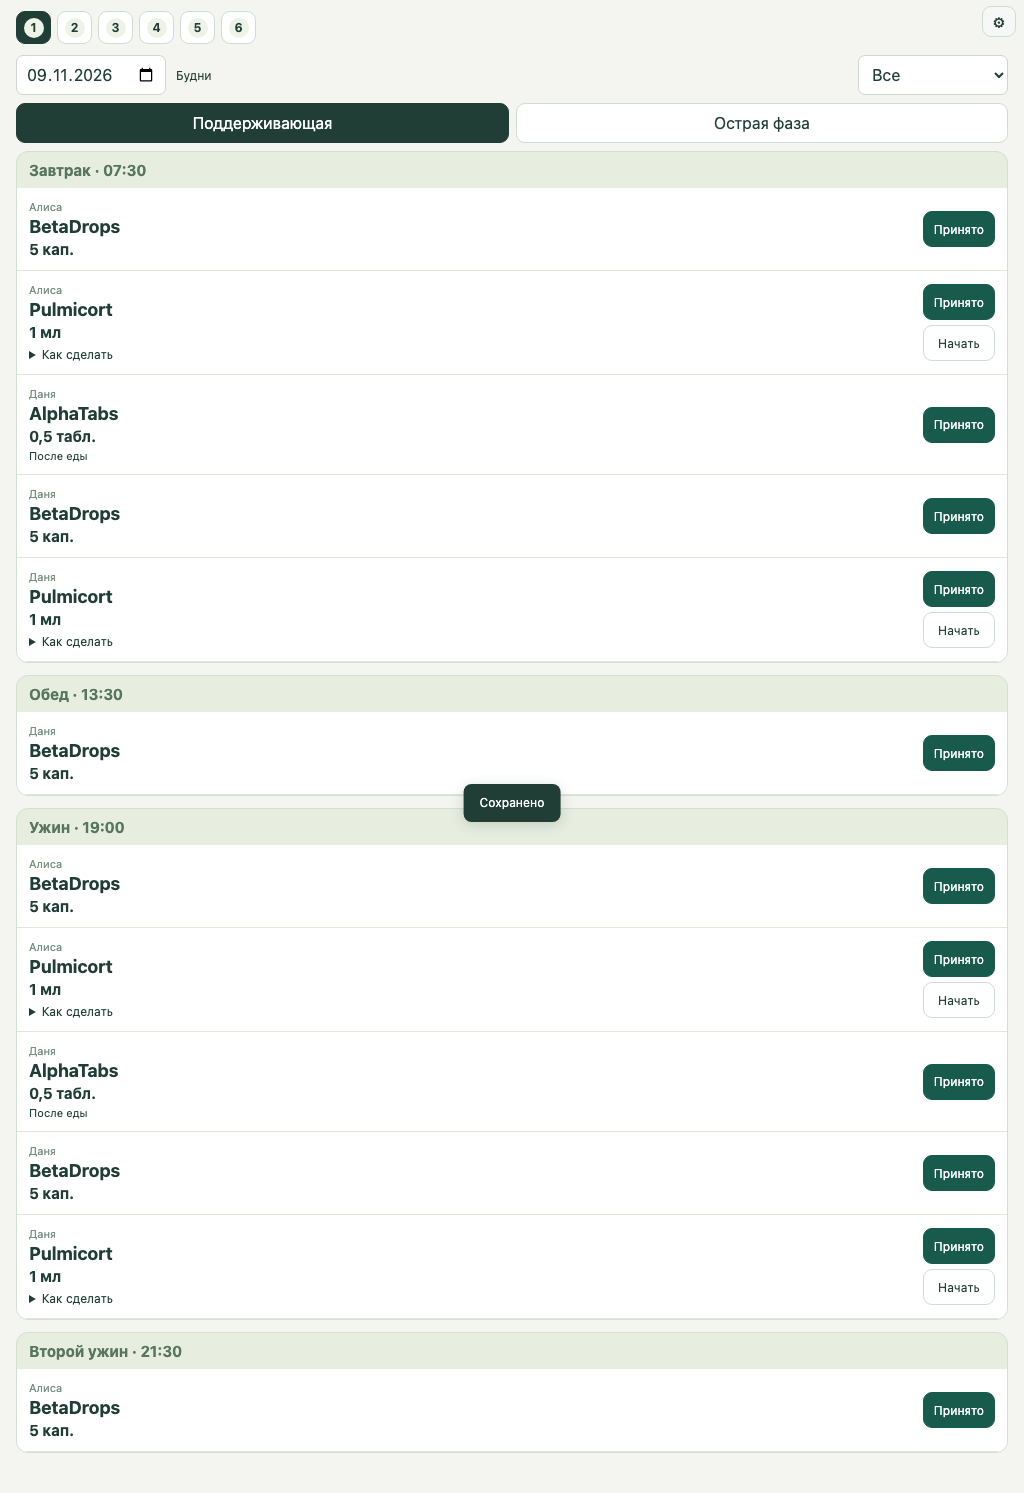 1 2 3 4 5 6
09.11.2026 Будни Все
Поддерживающая Острая фаза
Завтрак · 07:30
Алиса
BetaDrops
5 кап.
Принято
Алиса
Pulmicort
1 мл
Как сделать
Принято
Начать
Даня
AlphaTabs
0,5 табл.
После еды
Принято
Даня
BetaDrops
5 кап.
Принято
Даня
Pulmicort
1 мл
Как сделать
Принято
Начать
Обед · 13:30
Даня
BetaDrops
5 кап.
Принято
Сохранено
Ужин · 19:00
Алиса
BetaDrops
5 кап.
Принято
Алиса
Pulmicort
1 мл
Как сделать
Принято
Начать
Даня
AlphaTabs
0,5 табл.
После еды
Принято
Даня
BetaDrops
5 кап.
Принято
Даня
Pulmicort
1 мл
Как сделать
Принято
Начать
Второй ужин · 21:30
Алиса
BetaDrops
5 кап.
Принято